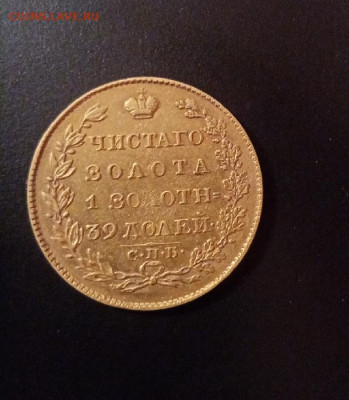 ЧИСТАГО
ЗОЛОТА
1 ЗОЛОТН=
39 ДОЛЕЙ.
С.П.Б.